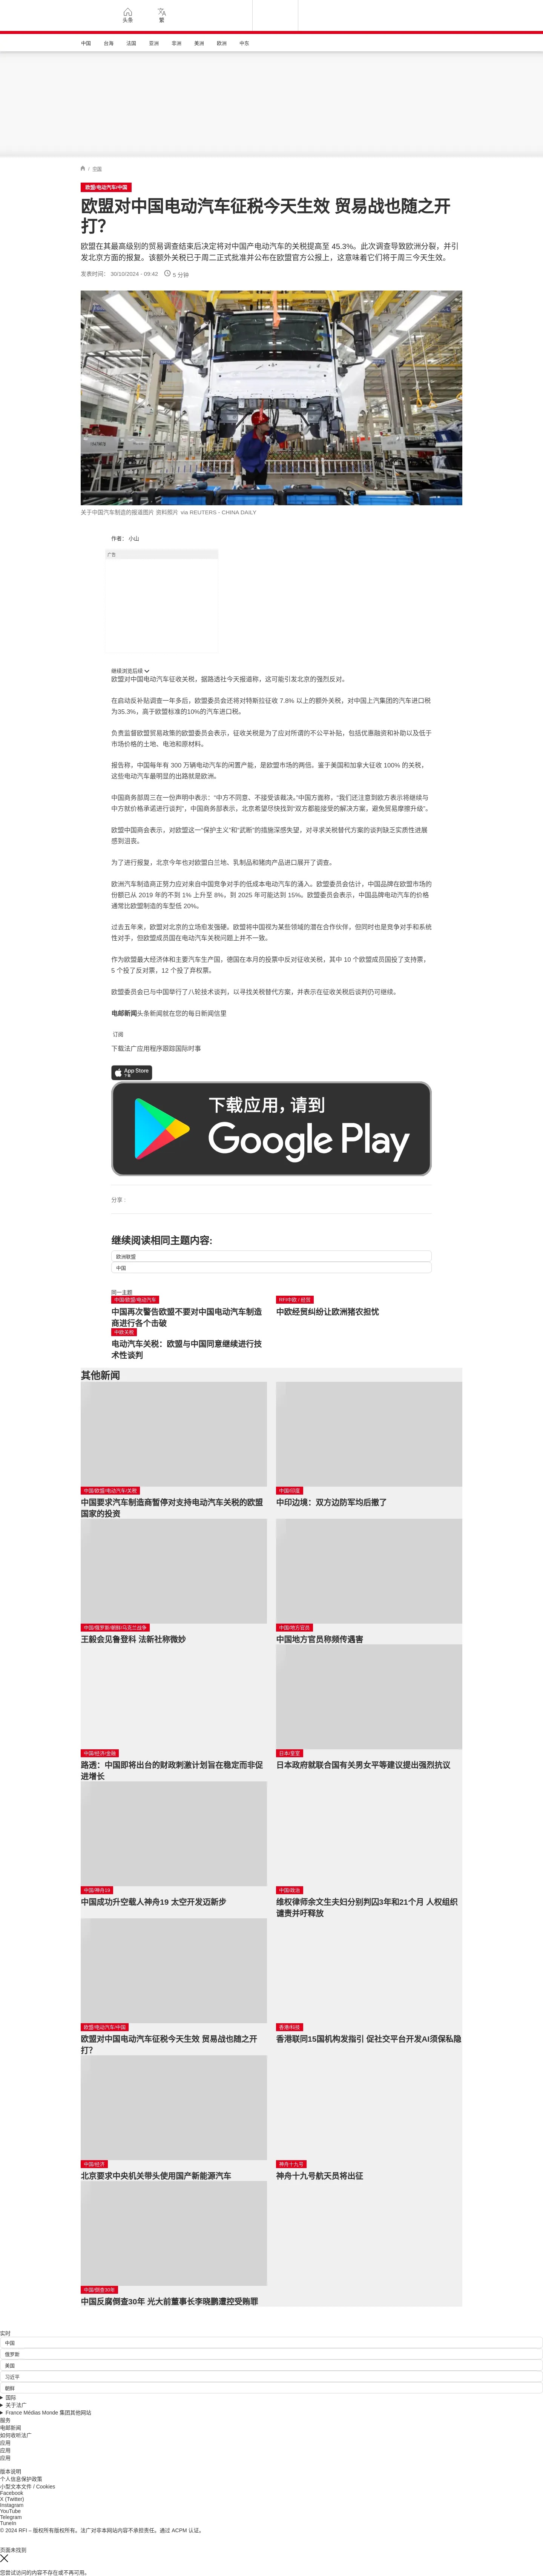 头条
繁
中国
台海
法国
亚洲
非洲
美洲
欧洲
中东
/ 中国
欧盟/电动汽车/中国
欧盟对中国电动汽车征税今天生效 贸易战也随之开
打？
欧盟在其最高级别的贸易调查结束后决定将对中国产电动汽车的关税提高至 45.3%。此次调查导致欧洲分裂，并引
发北京方面的报复。该额外关税已于周二正式批准并公布在欧盟官方公报上，这意味着它们将于周三今天生效。
发表时间： 30/10/2024 - 09:42
5 分钟
关于中国汽车制造的报道图片 资料照片 via REUTERS - CHINA DAILY
作者： 小山
广告
继续浏览后续
欧盟对中国电动汽车征收关税，据路透社今天报道称，这可能引发北京的强烈反对。
在启动反补贴调查一年多后，欧盟委员会还将对特斯拉征收 7.8% 以上的额外关税，对中国上汽集团的汽车进口税
为35.3%，高于欧盟标准的10%的汽车进口税。
负责监督欧盟贸易政策的欧盟委员会表示，征收关税是为了应对所谓的不公平补贴，包括优惠融资和补助以及低于
市场价格的土地、电池和原材料。
报告称，中国每年有 300 万辆电动汽车的闲置产能，是欧盟市场的两倍。鉴于美国和加拿大征收 100% 的关税，
这些电动汽车最明显的出路就是欧洲。
中国商务部周三在一份声明中表示：“中方不同意、不接受该裁决。”中国方面称，“我们还注意到欧方表示将继续与
中方就价格承诺进行谈判”，中国商务部表示，北京希望尽快找到“双方都能接受的解决方案，避免贸易摩擦升级”。
欧盟中国商会表示，对欧盟这一“保护主义”和“武断”的措施深感失望，对寻求关税替代方案的谈判缺乏实质性进展
感到沮丧。
为了进行报复，北京今年也对欧盟白兰地、乳制品和猪肉产品进口展开了调查。
欧洲汽车制造商正努力应对来自中国竞争对手的低成本电动汽车的涌入。欧盟委员会估计，中国品牌在欧盟市场的
份额已从 2019 年的不到 1% 上升至 8%，到 2025 年可能达到 15%。欧盟委员会表示，中国品牌电动汽车的价格
通常比欧盟制造的车型低 20%。
过去五年来，欧盟对北京的立场愈发强硬。欧盟将中国视为某些领域的潜在合作伙伴，但同时也是竞争对手和系统
性对手，但欧盟成员国在电动汽车关税问题上并不一致。
作为欧盟最大经济体和主要汽车生产国，德国在本月的投票中反对征收关税，其中 10 个欧盟成员国投了支持票，
5 个投了反对票，12 个投了弃权票。
欧盟委员会已与中国举行了八轮技术谈判，以寻找关税替代方案，并表示在征收关税后谈判仍可继续。
电邮新闻头条新闻就在您的每日新闻信里
订阅
下载法广应用程序跟踪国际时事
App Store
下载
下载应用，请到
Google Play
分享 :
继续阅读相同主题内容:
欧洲联盟
中国
同一主题
中国/欧盟/电动汽车
中国再次警告欧盟不要对中国电动汽车制造
商进行各个击破
RFI中欧 / 经贸
中欧经贸纠纷让欧洲猪农担忧
中欧关税
电动汽车关税：欧盟与中国同意继续进行技
术性谈判
其他新闻
中国/欧盟/电动汽车/关税
中国要求汽车制造商暂停对支持电动汽车关税的欧盟
国家的投资
中国/印度
中印边境：双方边防军均后撤了
中国/俄罗斯/朝鲜/乌克兰战争
王毅会见鲁登科 法新社称微妙
中国/地方官员
中国地方官员称频传遇害
中国/经济/金融
路透：中国即将出台的财政刺激计划旨在稳定而非促
进增长
日本/皇室
日本政府就联合国有关男女平等建议提出强烈抗议
中国/神舟19
中国成功升空载人神舟19 太空开发迈新步
中国/政治
维权律师余文生夫妇分别判囚3年和21个月 人权组织
谴责并吁释放
欧盟/电动汽车/中国
欧盟对中国电动汽车征税今天生效 贸易战也随之开
打？
香港/科技
香港联同15国机构发指引 促社交平台开发AI须保私隐
中国/经济
北京要求中央机关带头使用国产新能源汽车
神舟十九号
神舟十九号航天员将出征
中国/倒查30年
中国反腐倒查30年 光大前董事长李晓鹏遭控受贿罪
实时
中国
俄罗斯
美国
习近平
朝鲜
国际
关于法广
France Médias Monde 集团其他网站
服务
电邮新闻
如何收听法广
应用
应用
应用
版本说明
个人信息保护政策
小型文本文件 / Cookies
Facebook
X (Twitter)
Instagram
YouTube
Telegram
TuneIn
© 2024 RFI – 版权所有版权所有。法广对非本网站内容不承担责任。通过 ACPM 认证。
页面未找到
您尝试访问的内容不存在或不再可用。